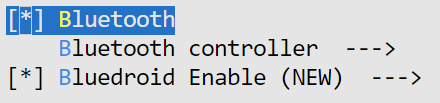 [*] Bluetooth
Bluetooth controller --->
[*] Bluedroid Enable (NEW) --->